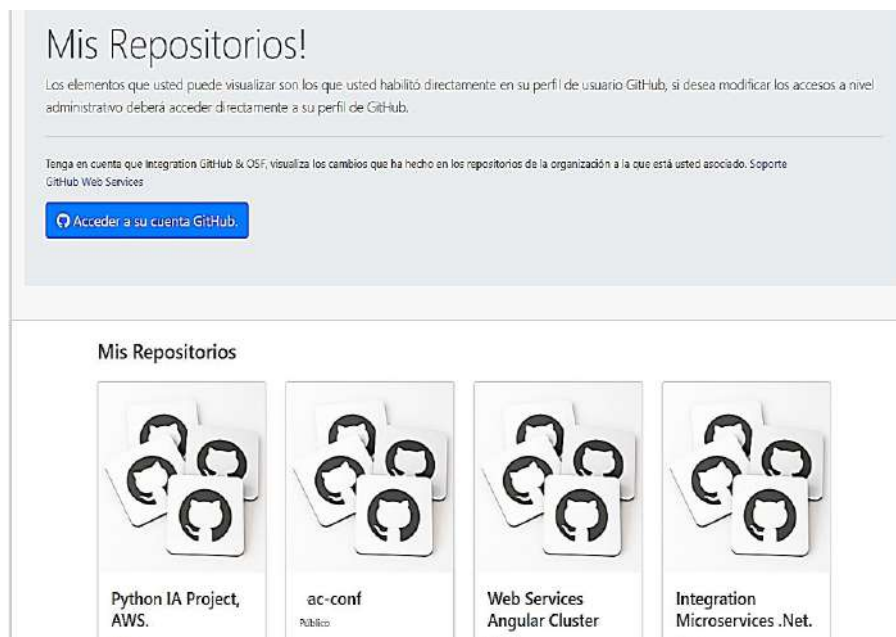 Mis Repositorios!
Los elementos que usted puede visualizar son los que usted habilitó directamente en su perfil de usuario GitHub, si desea modificar los accesos a nivel
administrativo deberá acceder directamente a su perfil de GitHub.
Tenga en cuenta que Integration GitHub & OSF, visualiza los cambios que ha hecho en los repositorios de la organización a la que está usted asociado. Soporte
GitHub Web Services
Acceder a su cuenta GitHub.
Mis Repositorios
Python IA Project,
AWS.
ac-conf
Público
Web Services
Angular Cluster
Integration
Microservices .Net.